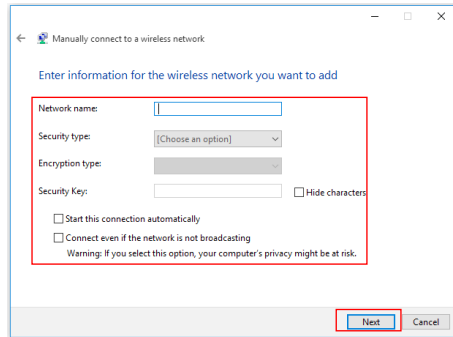 Manually connect to a wireless network
Enter information for the wireless network you want to add
Network name:
Security type:
[Choose an option]
Encryption type:
Security Key:
Hide characters
Start this connection automatically
Connect even if the network is not broadcasting
Warning: If you select this option, your computer's privacy might be at risk.
Next
Cancel